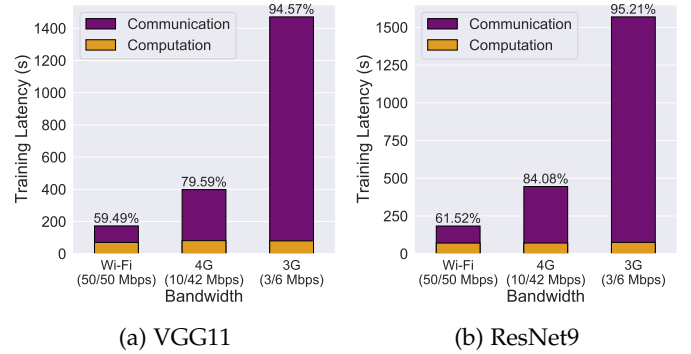 Training Latency (s)
1400
1200
1000
800
600
400
200
0
Communication
Computation
59.49%
79.59%
94.57%
Wi-Fi
(50/50 Mbps)
4G
(10/42 Mbps)
3G
(3/6 Mbps)
Bandwidth
(a) VGG11
Training Latency (s)
1500
1250
1000
750
500
250
0
Communication
Computation
61.52%
84.08%
95.21%
Wi-Fi
(50/50 Mbps)
4G
(10/42 Mbps)
3G
(3/6 Mbps)
Bandwidth
(b) ResNet9